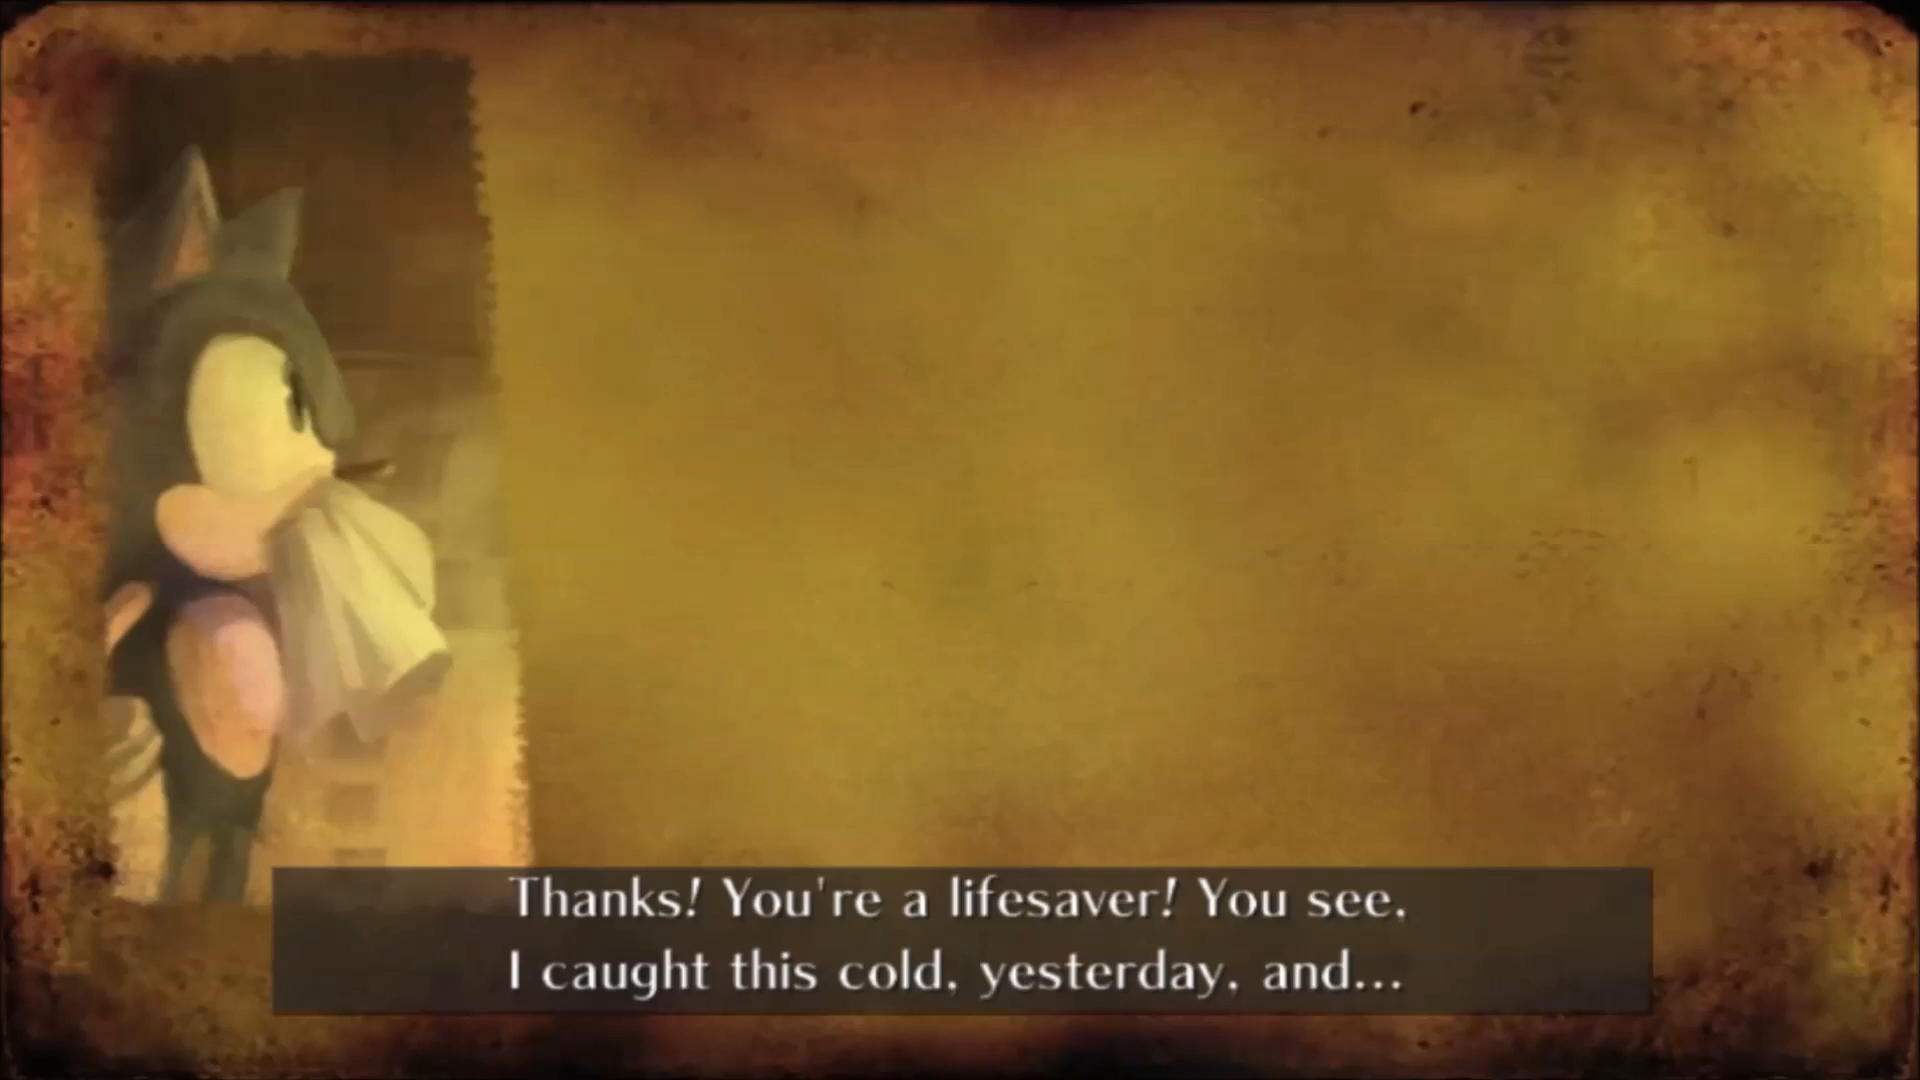 Thanks! You're a lifesaver! You see,
I caught this cold, yesterday, and...